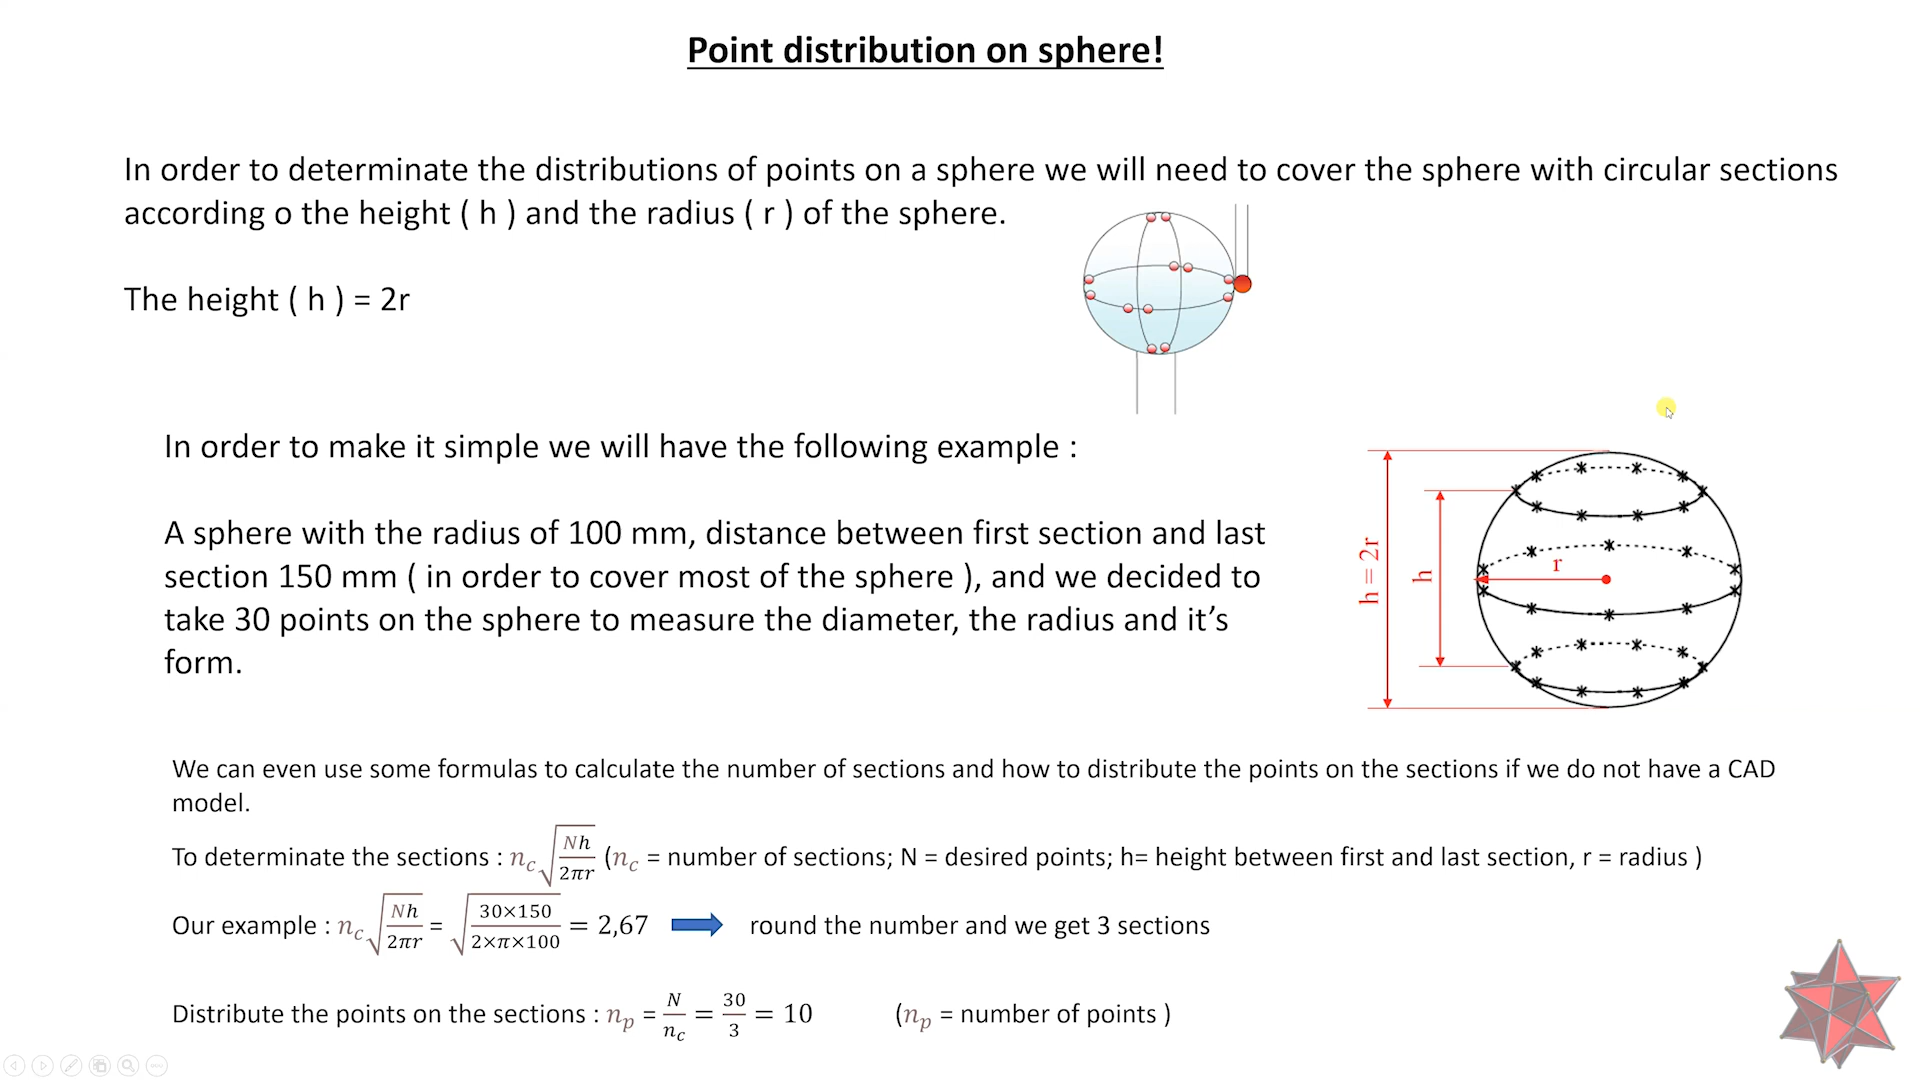 Point distribution on sphere!
In order to determinate the distributions of points on a sphere we will need to cover the sphere with circular sections
according o the height ( h ) and the radius ( r ) of the sphere.
The height ( h ) = 2r
In order to make it simple we will have the following example :
A sphere with the radius of 100 mm, distance between first section and last
section 150 mm ( in order to cover most of the sphere ), and we decided to
take 30 points on the sphere to measure the diameter, the radius and it’s
form.
h = 2r
h
r
We can even use some formulas to calculate the number of sections and how to distribute the points on the sections if we do not have a CAD
model.
To determinate the sections : n_c √(Nh/2πr) (n_c = number of sections; N = desired points; h= height between first and last section, r = radius )
Our example : n_c √(Nh/2πr) = √(30×150/2×π×100) = 2,67 round the number and we get 3 sections
Distribute the points on the sections : n_p = N/n_c = 30/3 = 10 (n_p = number of points )